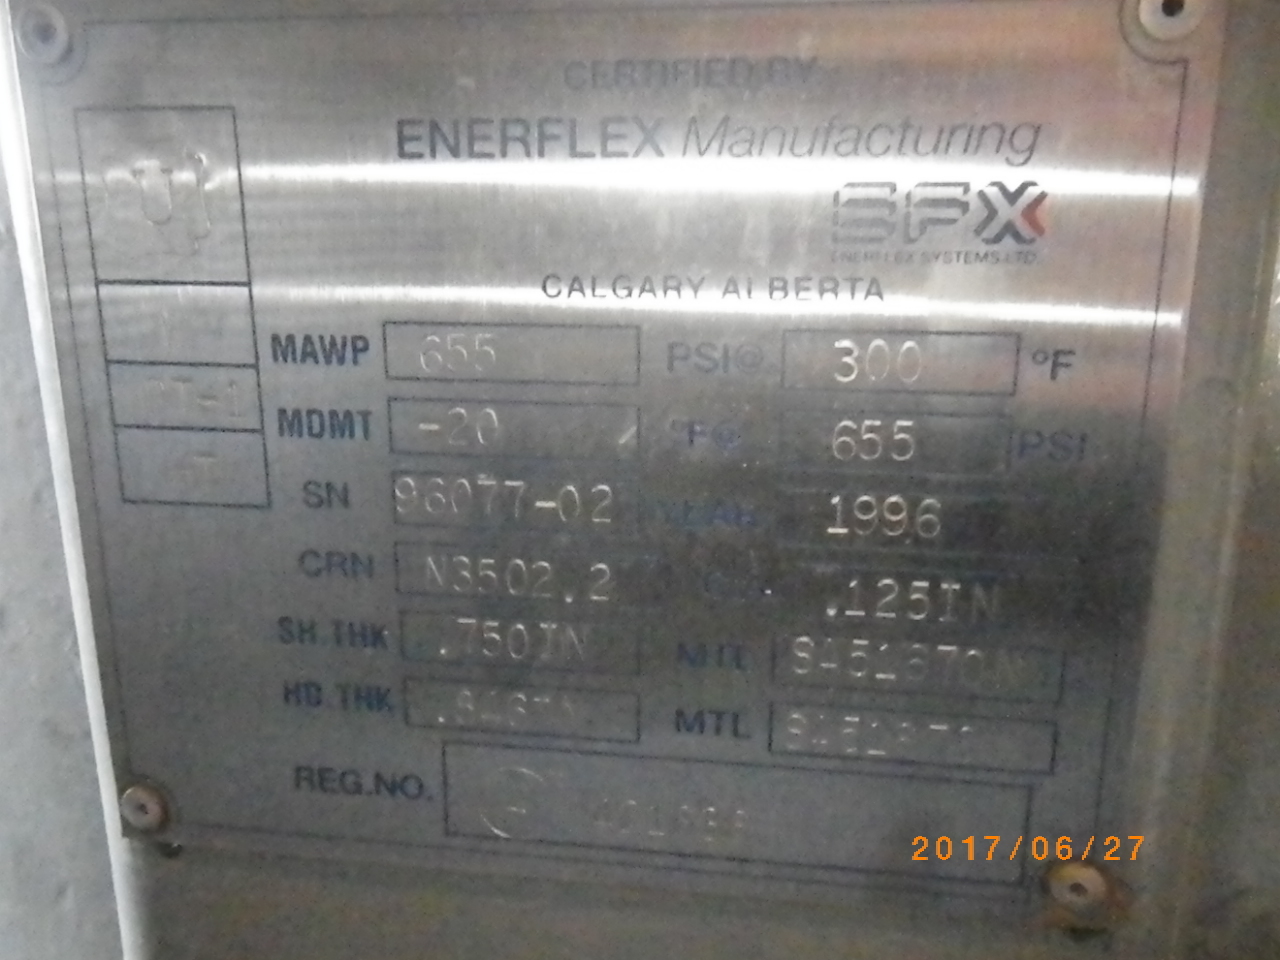 CERTIFIED BY
ENERFLEX Manufacturing
U
EFX
ENERFLEX SYSTEMS LTD.
CALGARY ALBERTA
MAWP 655 PSI@ 300 °F
MDMT -20 °F@ 655 PSI
SN 96077-02 YEAR 1996
CRN N3502.2 .125IN
SH.THK .750IN MTL SA51670N
HD.THK MTL
REG.NO.
2017/06/27